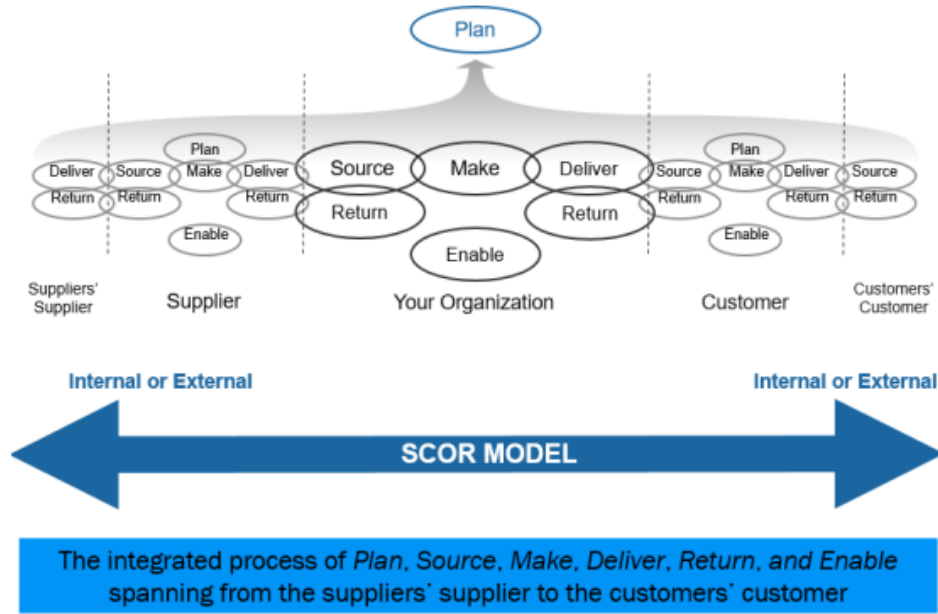 Plan
Plan Plan
Deliver Source Make Deliver Source Make Deliver Source Make Deliver Source
Return Return Return Return Return Return Return Return
Enable Enable Enable
Suppliers'
Supplier
Supplier
Your Organization
Customer
Customers'
Customer
Internal or External Internal or External
SCOR MODEL
The integrated process of Plan, Source, Make, Deliver, Return, and Enable
spanning from the suppliers' supplier to the customers' customer